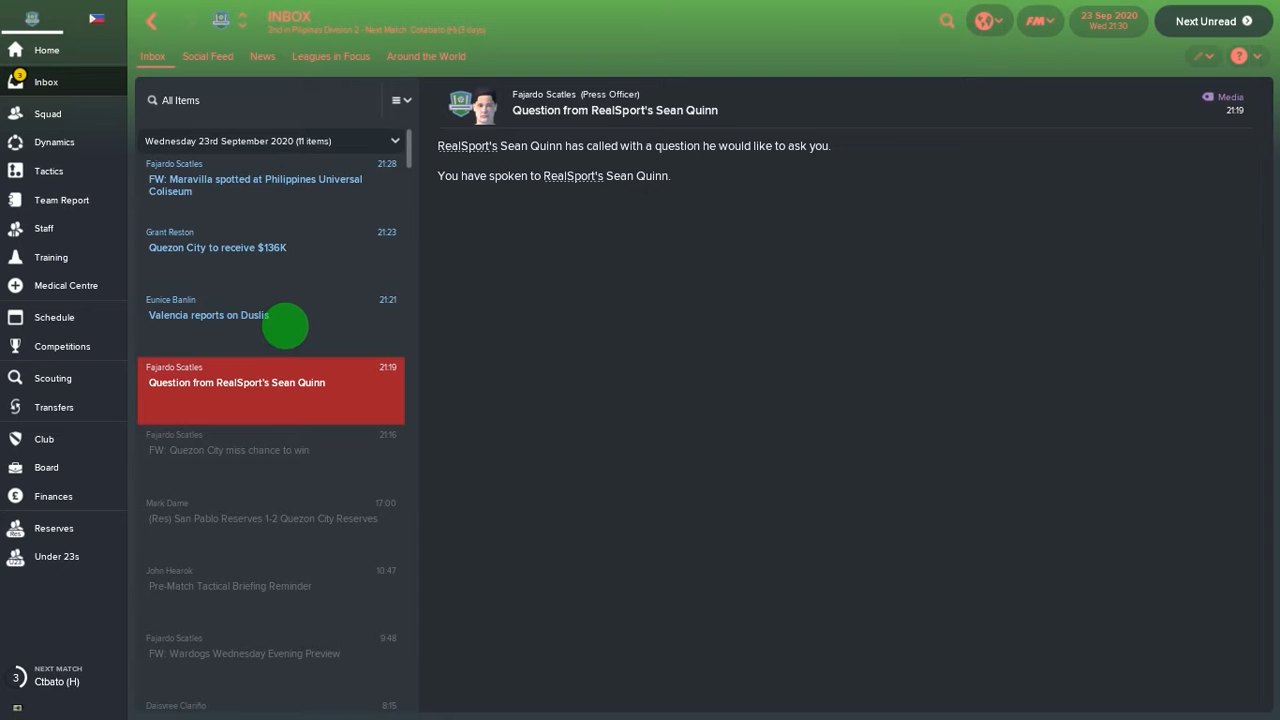 INBOX
2nd in Pilipinas Division 2 - Next Match: Cotabato (H) (3 days)
FM
23 Sep 2020
Wed 21:30
Next Unread
Inbox
Social Feed
News
Leagues in Focus
Around the World
?
Home
3
Inbox
Squad
Dynamics
Tactics
Team Report
Staff
Training
Medical Centre
Schedule
Competitions
Scouting
Transfers
Club
Board
£
Finances
Res
Reserves
U23
Under 23s
3
NEXT MATCH
Ctbato (H)
All Items
Wednesday 23rd September 2020 (11 items)
Fajardo Scatles 21:28
FW: Maravilla spotted at Philippines Universal
Coliseum
Grant Reston 21:23
Quezon City to receive $136K
Eunice Banlin 21:21
Valencia reports on Duslis
Fajardo Scatles 21:19
Question from RealSport's Sean Quinn
Fajardo Scatles 21:16
FW: Quezon City miss chance to win
Mark Dame 17:00
(Res) San Pablo Reserves 1-2 Quezon City Reserves
John Hearok 10:47
Pre-Match Tactical Briefing Reminder
Fajardo Scatles 9:48
FW: Wardogs Wednesday Evening Preview
Daisyree Clariño 8:15
Fajardo Scatles (Press Officer)
Question from RealSport's Sean Quinn
Media
21:19
RealSport's Sean Quinn has called with a question he would like to ask you.
You have spoken to RealSport's Sean Quinn.